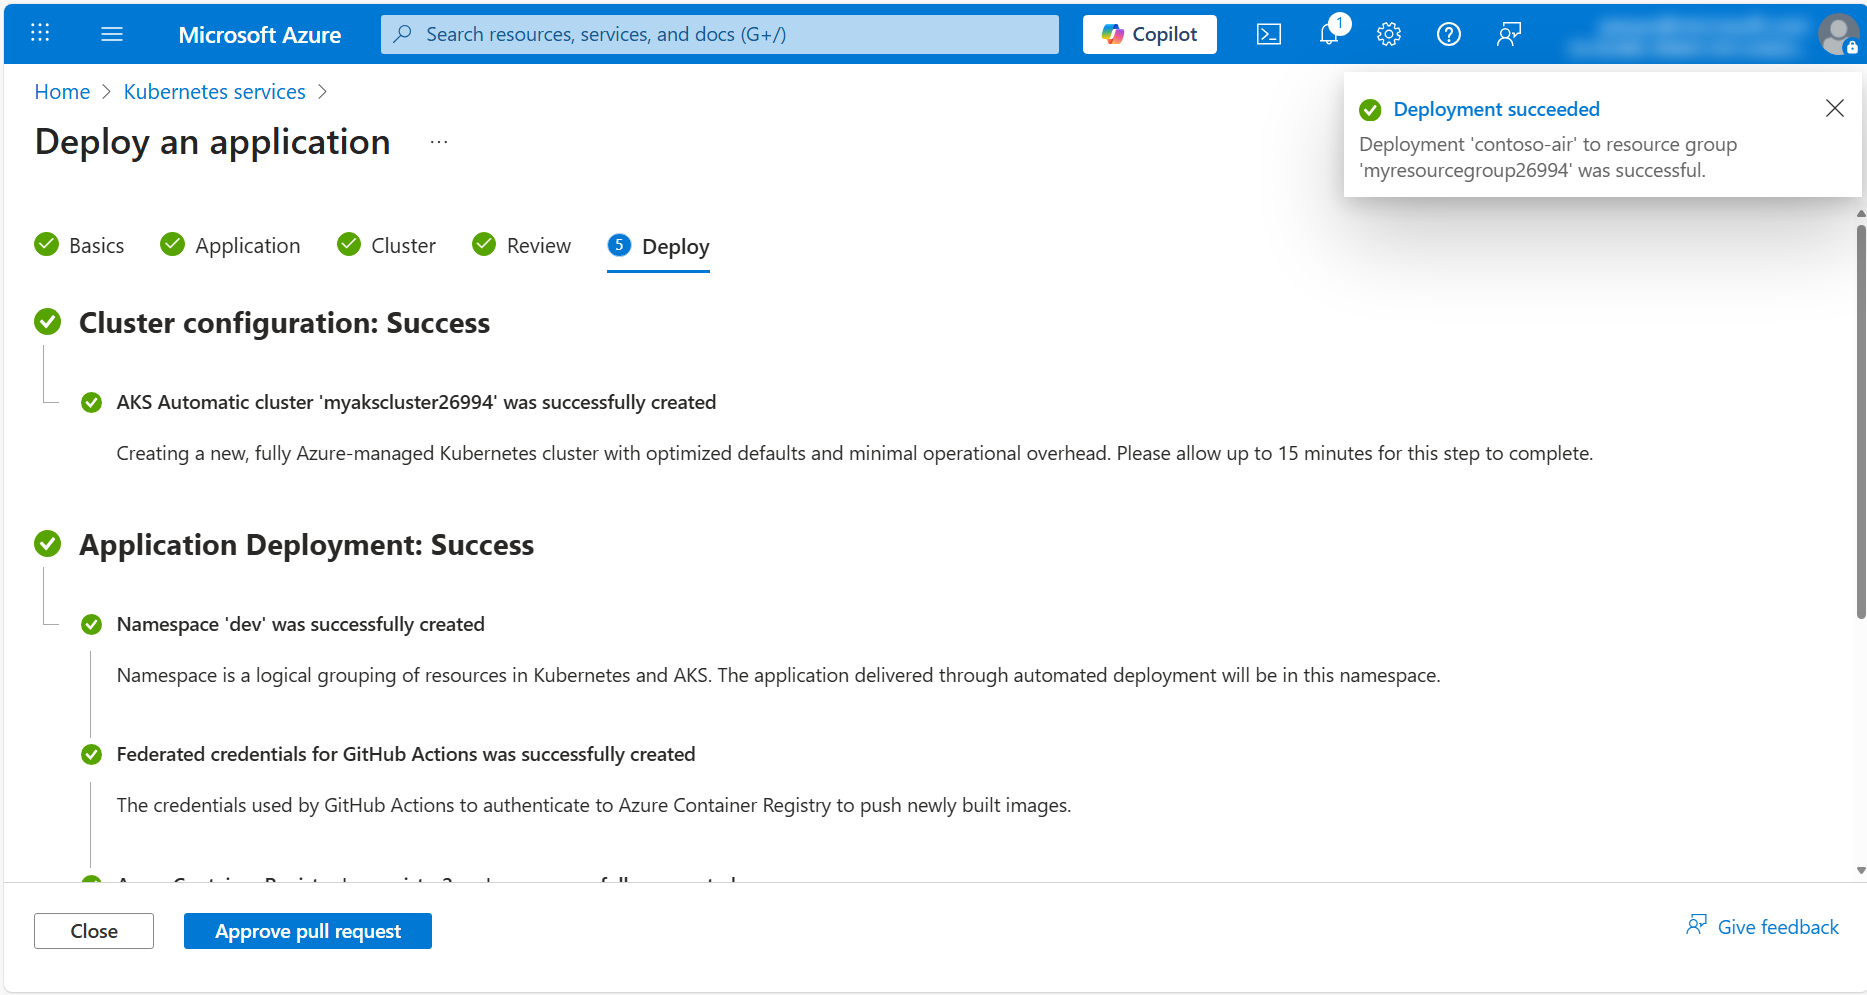 Microsoft Azure
Search resources, services, and docs (G+/)
Copilot
1
Home > Kubernetes services >
Deploy an application ...
Deployment succeeded
Deployment 'contoso-air' to resource group
'myresourcegroup26994' was successful.
Basics
Application
Cluster
Review
5 Deploy
Cluster configuration: Success
AKS Automatic cluster 'myakscluster26994' was successfully created
Creating a new, fully Azure-managed Kubernetes cluster with optimized defaults and minimal operational overhead. Please allow up to 15 minutes for this step to complete.
Application Deployment: Success
Namespace 'dev' was successfully created
Namespace is a logical grouping of resources in Kubernetes and AKS. The application delivered through automated deployment will be in this namespace.
Federated credentials for GitHub Actions was successfully created
The credentials used by GitHub Actions to authenticate to Azure Container Registry to push newly built images.
Close
Approve pull request
Give feedback